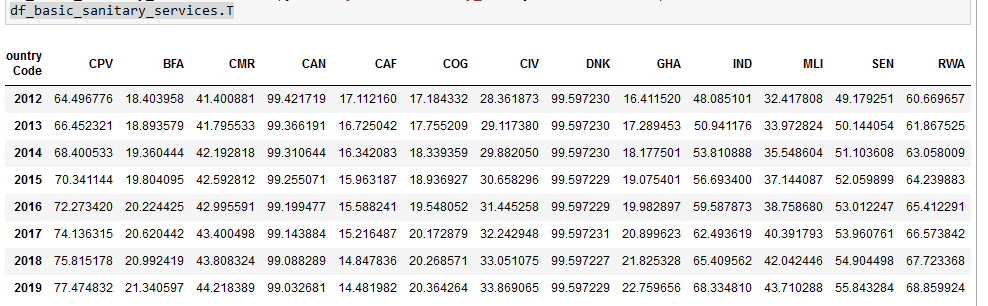 df_basic_sanitary_services.T
ountry
Code CPV BFA CMR CAN CAF COG CIV DNK GHA IND MLI SEN RWA
2012 64.496776 18.403958 41.400881 99.421719 17.112160 17.184332 28.361873 99.597230 16.411520 48.085101 32.417808 49.179251 60.669657
2013 66.452321 18.893579 41.795533 99.366191 16.725042 17.755209 29.117380 99.597230 17.289453 50.941176 33.972824 50.144054 61.867525
2014 68.400533 19.360444 42.192818 99.310644 16.342083 18.339359 29.882050 99.597230 18.177501 53.810888 35.548604 51.103608 63.058009
2015 70.341144 19.804095 42.592812 99.255071 15.963187 18.936927 30.658296 99.597229 19.075401 56.693400 37.144087 52.059899 64.239883
2016 72.273420 20.224425 42.995591 99.199477 15.588241 19.548052 31.445258 99.597229 19.982897 59.587873 38.758680 53.012247 65.412291
2017 74.136315 20.620442 43.400498 99.143884 15.216487 20.172879 32.242948 99.597231 20.899623 62.493619 40.391793 53.960761 66.573842
2018 75.815178 20.992419 43.808324 99.088289 14.847836 20.268571 33.051075 99.597227 21.825328 65.409562 42.042446 54.904498 67.723368
2019 77.474832 21.340597 44.218389 99.032681 14.481982 20.364264 33.869065 99.597229 22.759656 68.334810 43.710288 55.843284 68.859924